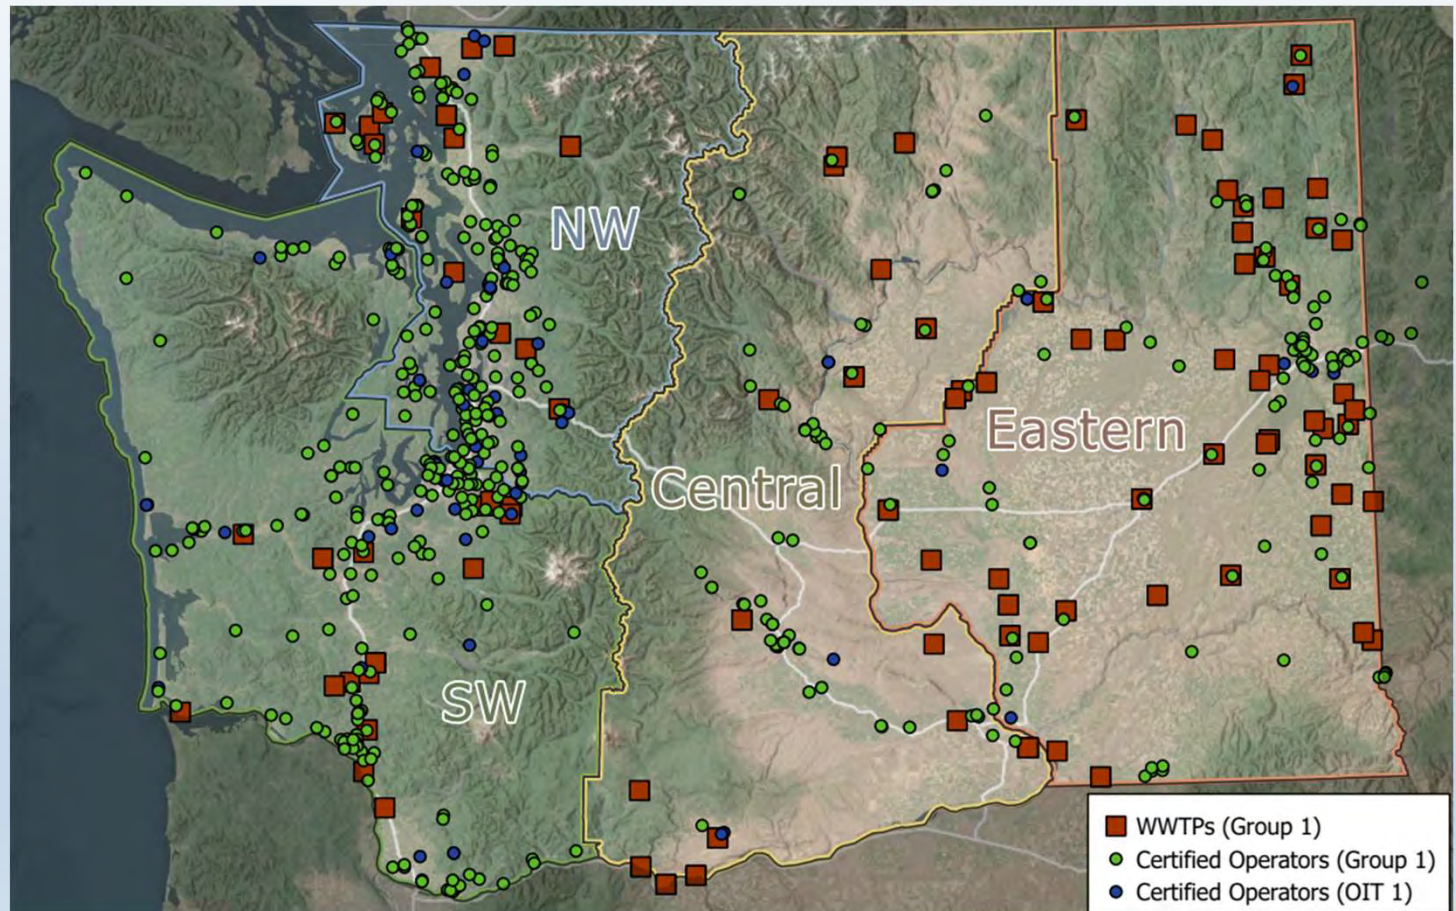 NW
Eastern
Central
SW
WWTPs (Group 1)
Certified Operators (Group 1)
Certified Operators (OIT 1)